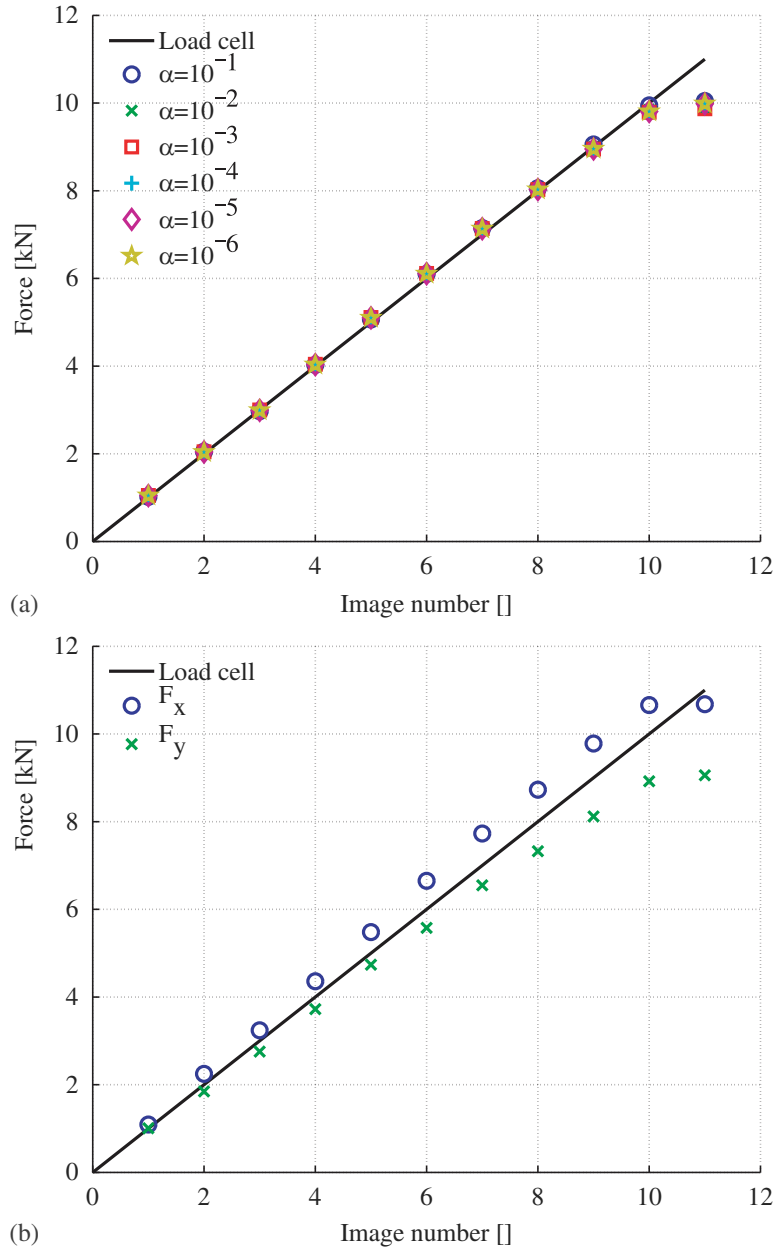 12
10
8
6
4
2
0
Force [kN]
Load cell
α=10⁻¹
α=10⁻²
α=10⁻³
α=10⁻⁴
α=10⁻⁵
α=10⁻⁶
0 2 4 6 8 10 12
(a) Image number []
12
10
8
6
4
2
0
Force [kN]
Load cell
F_x
F_y
0 2 4 6 8 10 12
(b) Image number []